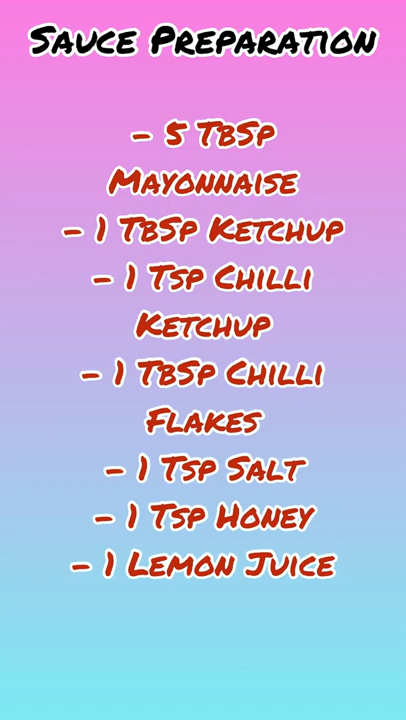 Sauce Preparation
- 5 TbSp
Mayonnaise
- 1 TbSp Ketchup
- 1 Tsp Chilli
Ketchup
- 1 TbSp Chilli
Flakes
- 1 Tsp Salt
- 1 Tsp Honey
- 1 Lemon Juice